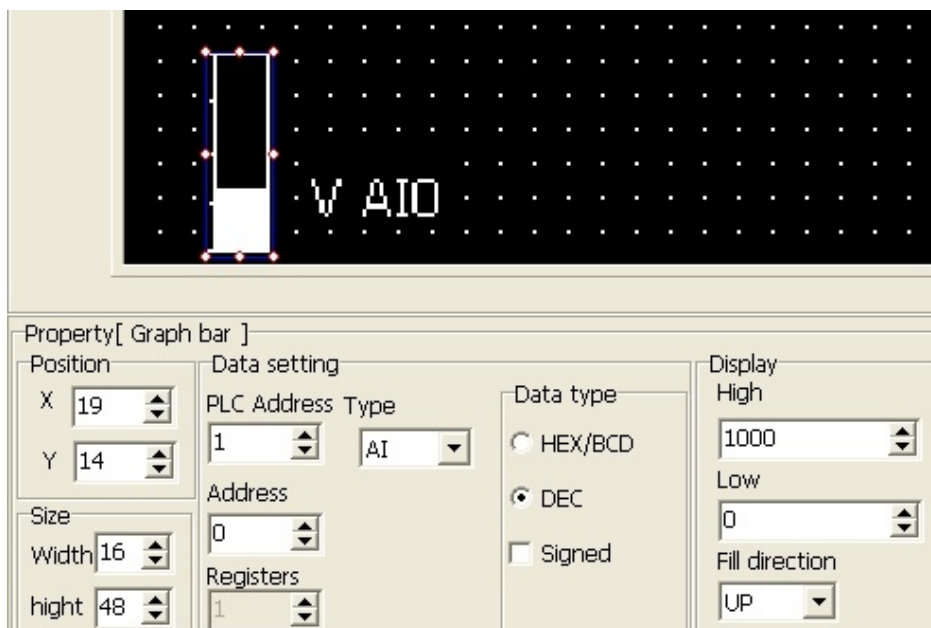 V AI0
Property[ Graph bar ]
Position
X 19
Y 14
Size
Width 16
hight 48
Data setting
PLC Address Type
1 AI
Address
0
Registers
1
Data type
HEX/BCD
DEC
Signed
Display
High
1000
Low
0
Fill direction
UP